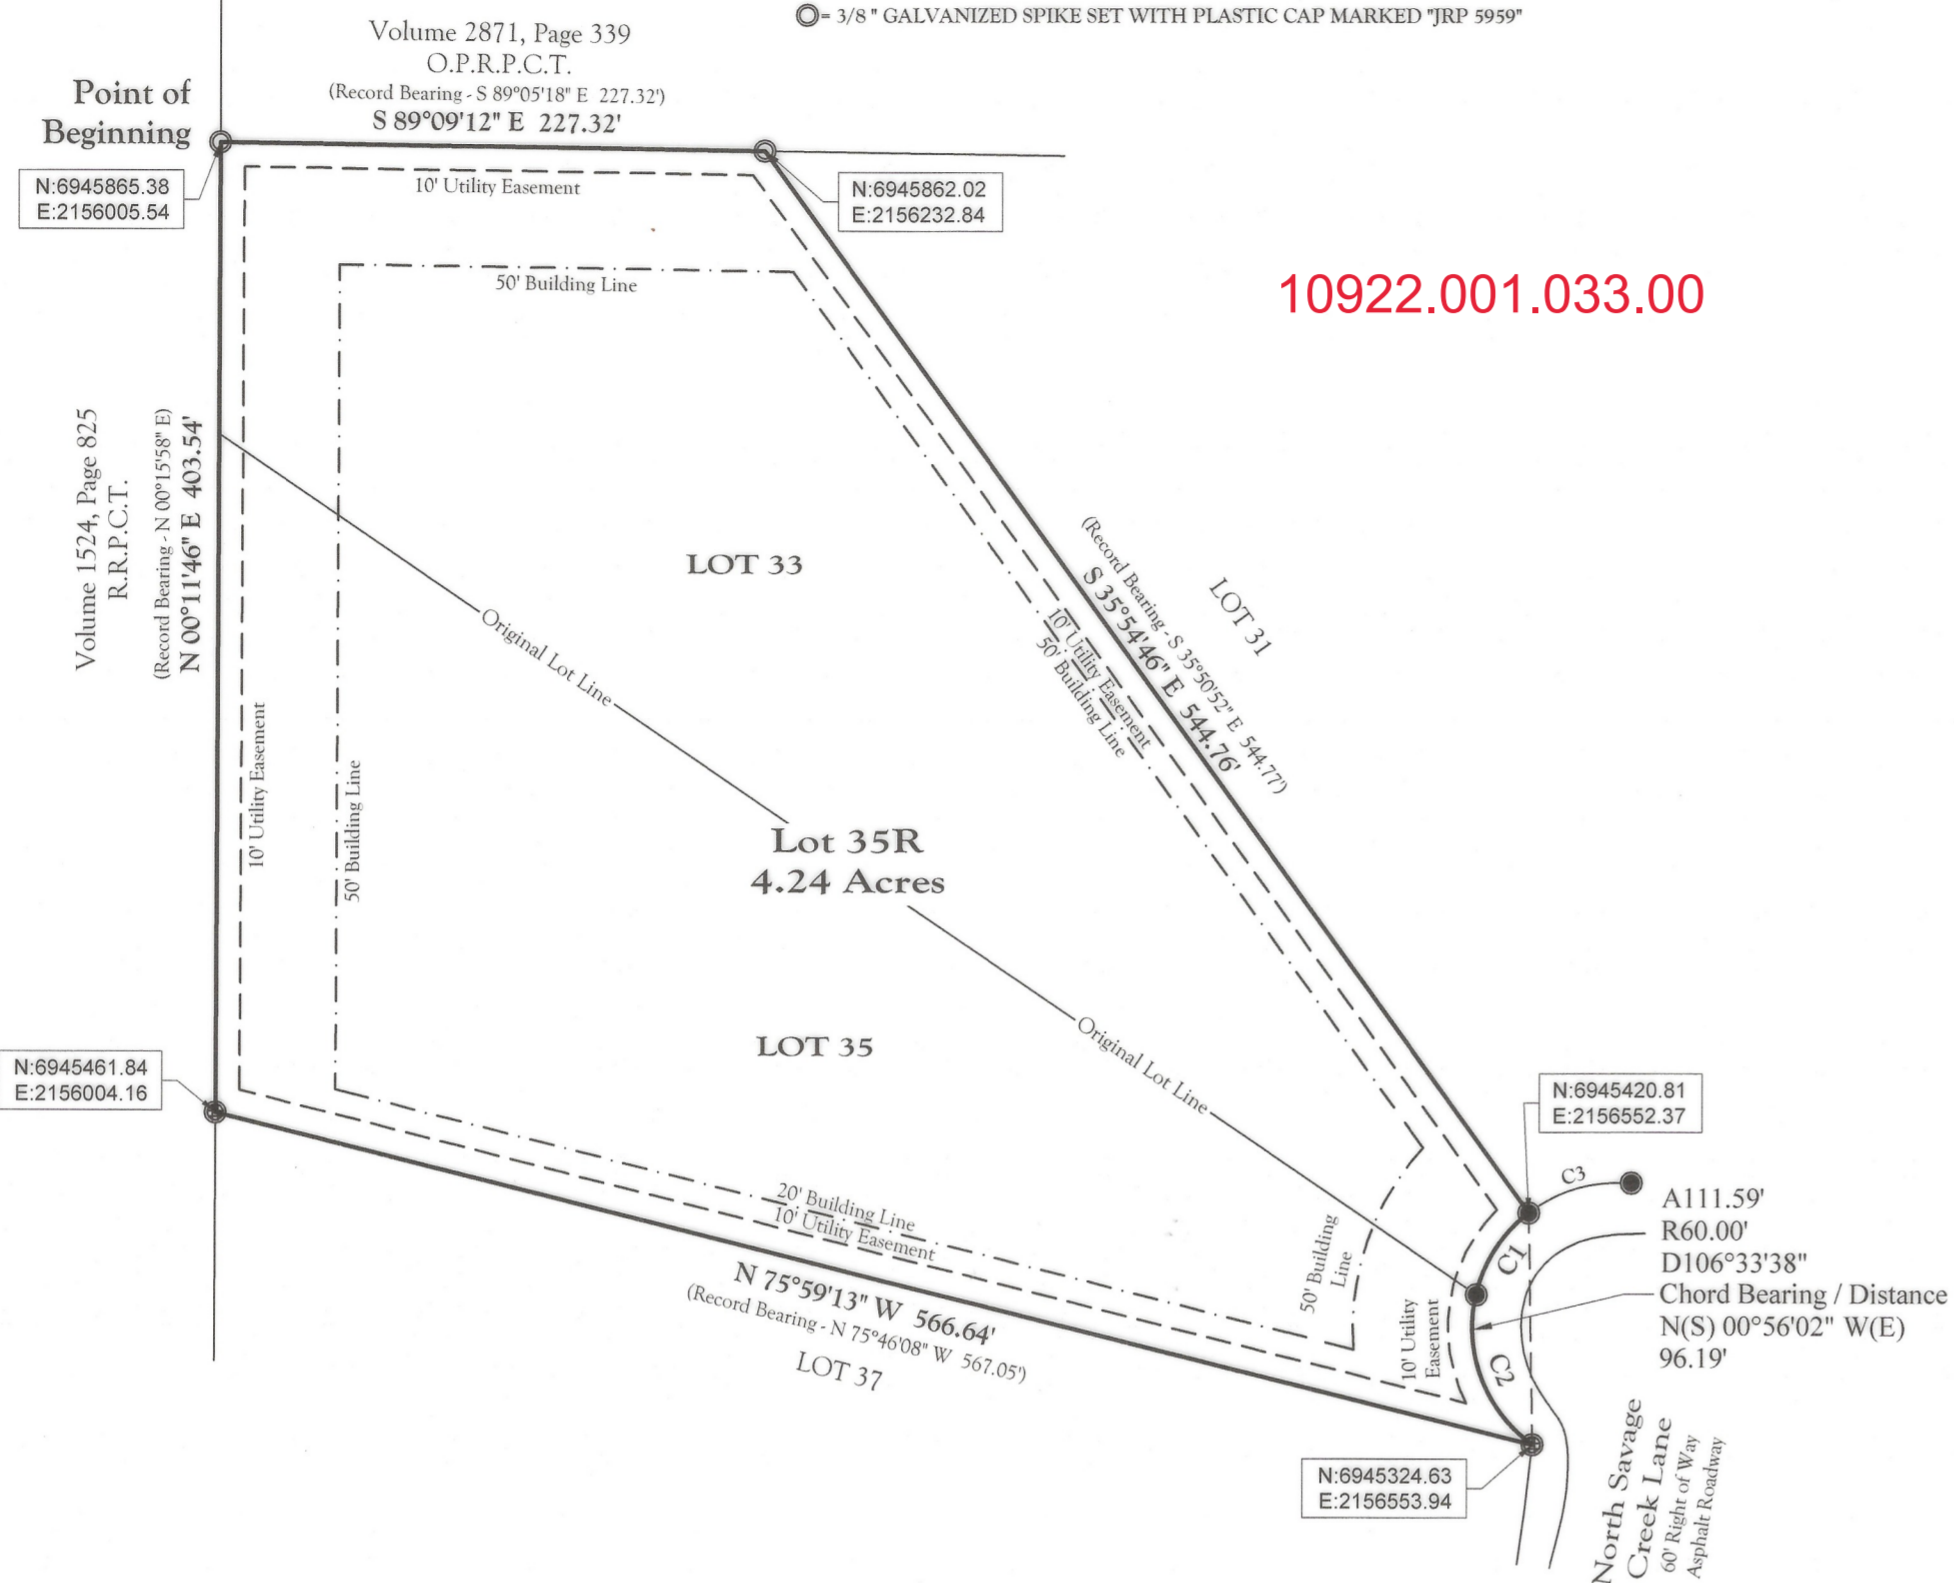 = 3/8 " GALVANIZED SPIKE SET WITH PLASTIC CAP MARKED "JRP 5959"
Volume 2871, Page 339
O.P.R.P.C.T.
(Record Bearing - S 89°05'18" E 227.32')
S 89°09'12" E 227.32'
Point of
Beginning
N:6945865.38
E:2156005.54
N:6945862.02
E:2156232.84
10' Utility Easement
50' Building Line
10922.001.033.00
Volume 1524, Page 825
R.R.P.C.T.
(Record Bearing - N 00°15'58" E)
N 00°11'46" E 403.54'
LOT 33
Original Lot Line
LOT 31
(Record Bearing - S 35°50'52" E 544.77')
S 35°54'46" E 544.76'
10' Utility Easement
50' Building Line
10' Utility Easement
50' Building Line
Lot 35R
4.24 Acres
LOT 35
Original Lot Line
N:6945461.84
E:2156004.16
N:6945420.81
E:2156552.37
C3
C1
C2
A111.59'
R60.00'
D106°33'38"
Chord Bearing / Distance
N(S) 00°56'02" W(E)
96.19'
20' Building Line
10' Utility Easement
50' Building
Line
10' Utility
Easement
N 75°59'13" W 566.64'
(Record Bearing - N 75°46'08" W 567.05')
LOT 37
N:6945324.63
E:2156553.94
North Savage
Creek Lane
60' Right of Way
Asphalt Roadway